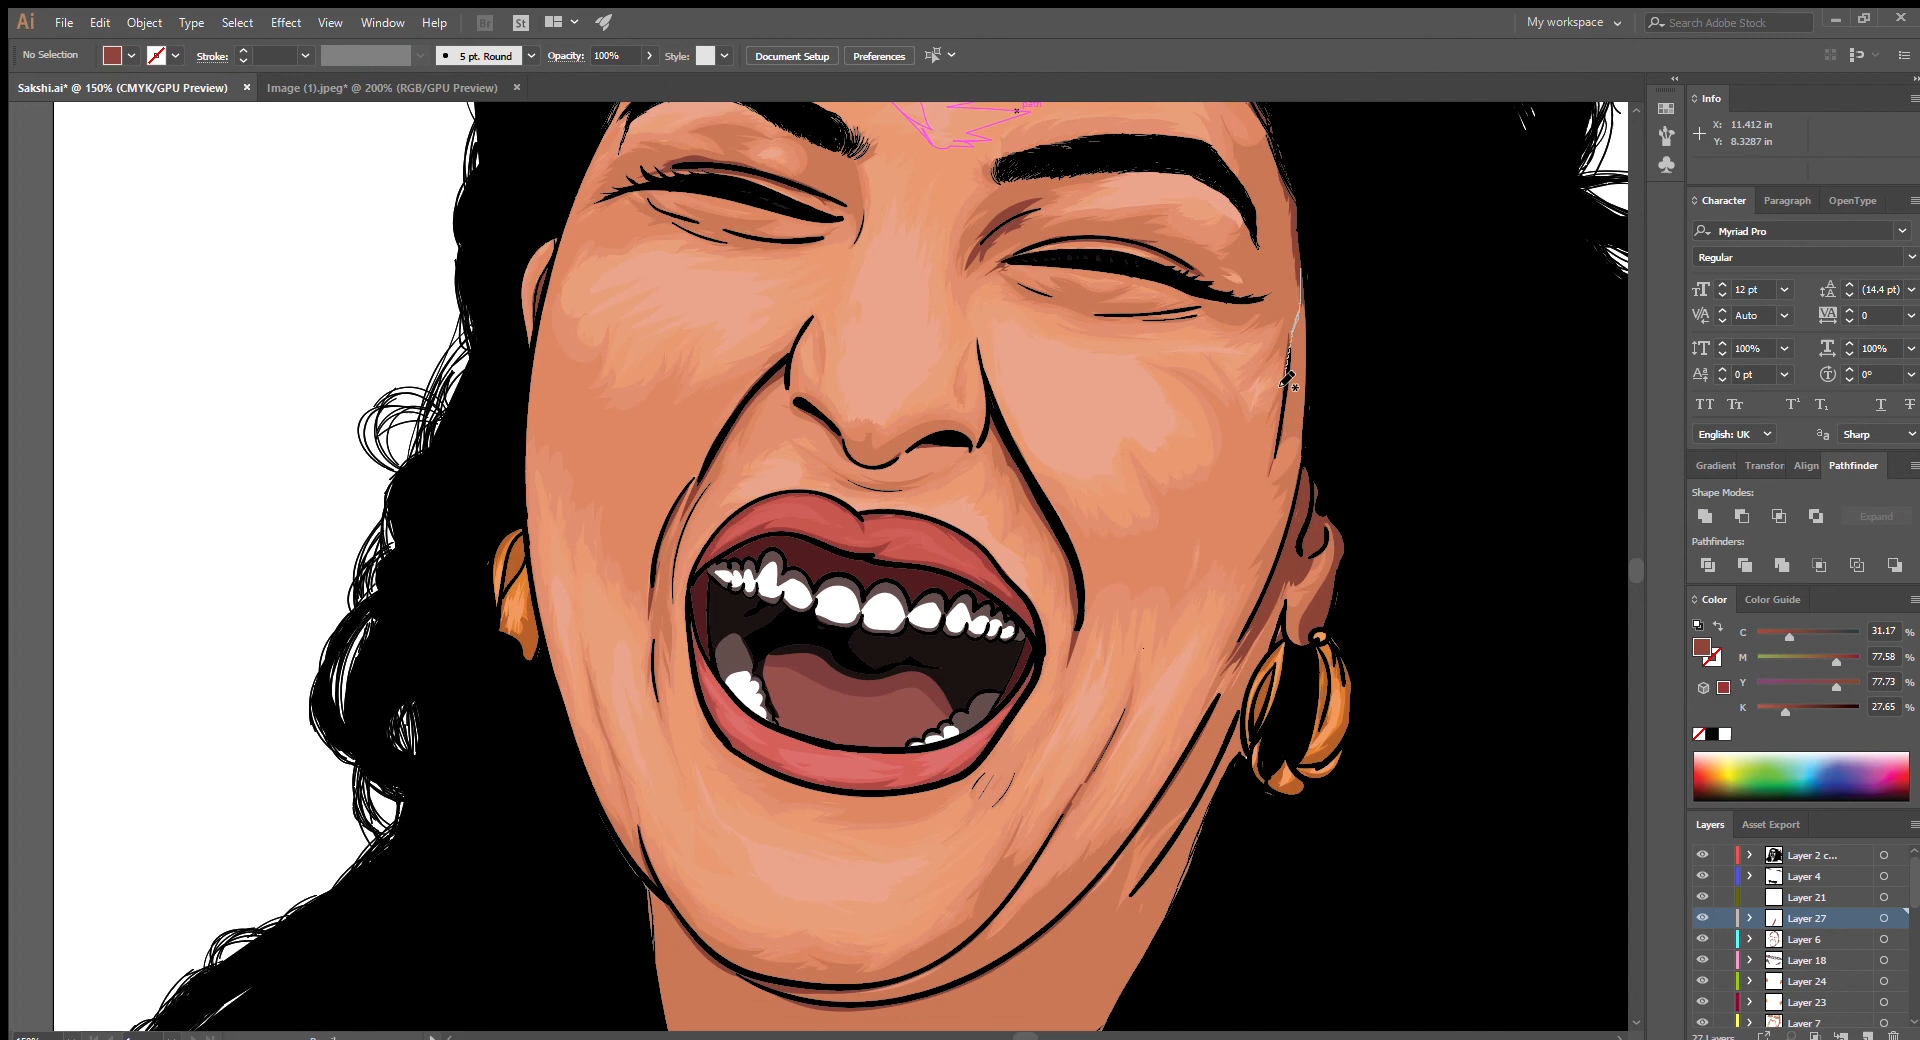 Ai File Edit Object Type Select Effect View Window Help Br St My workspace Search Adobe Stock
No Selection Stroke: 5 pt. Round Opacity: 100% Style: Document Setup Preferences
Sakshi.ai* @ 150% (CMYK/GPU Preview) × Image (1).jpeg* @ 200% (RGB/GPU Preview) ×
path
Info
X: 11.412 in
Y: 8.3287 in
Character Paragraph OpenType
Myriad Pro
Regular
12 pt (14.4 pt)
Auto 0
100% 100%
0 pt 0°
English: UK Sharp
Gradient Transfor Align Pathfinder
Shape Modes:
Expand
Pathfinders:
Color Color Guide
C 31.17 %
M 77.58 %
Y 77.73 %
K 27.65 %
Layers Asset Export
Layer 2 c...
Layer 4
Layer 21
Layer 27
Layer 6
Layer 18
Layer 24
Layer 23
Layer 7
27 Layers